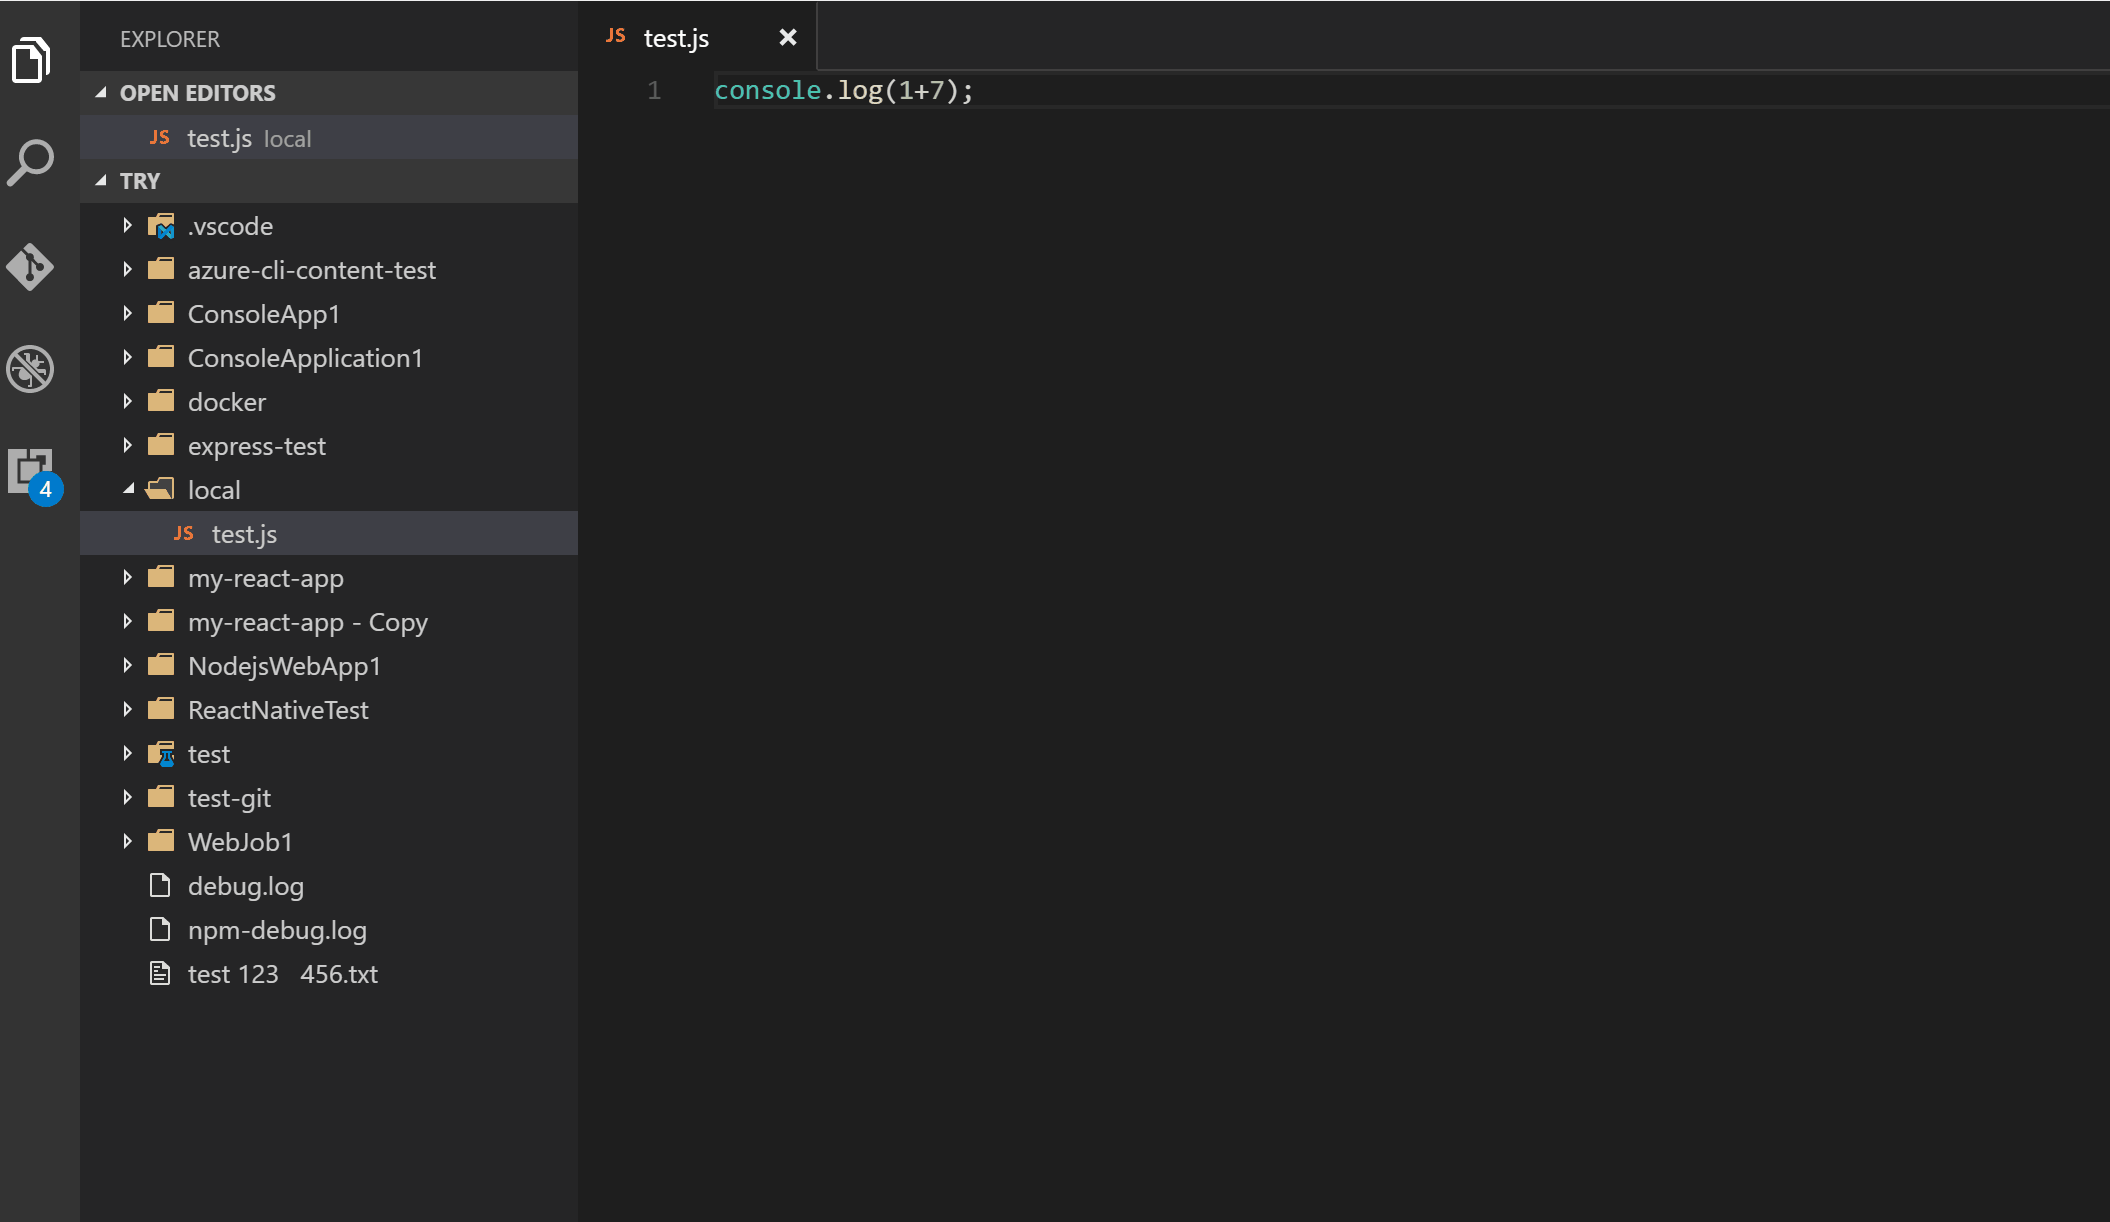 EXPLORER
OPEN EDITORS
JS test.js local
TRY
.vscode
azure-cli-content-test
ConsoleApp1
ConsoleApplication1
docker
express-test
local
JS test.js
my-react-app
my-react-app - Copy
NodejsWebApp1
ReactNativeTest
test
test-git
WebJob1
debug.log
npm-debug.log
test 123   456.txt
4
JS test.js
1 console.log(1+7);